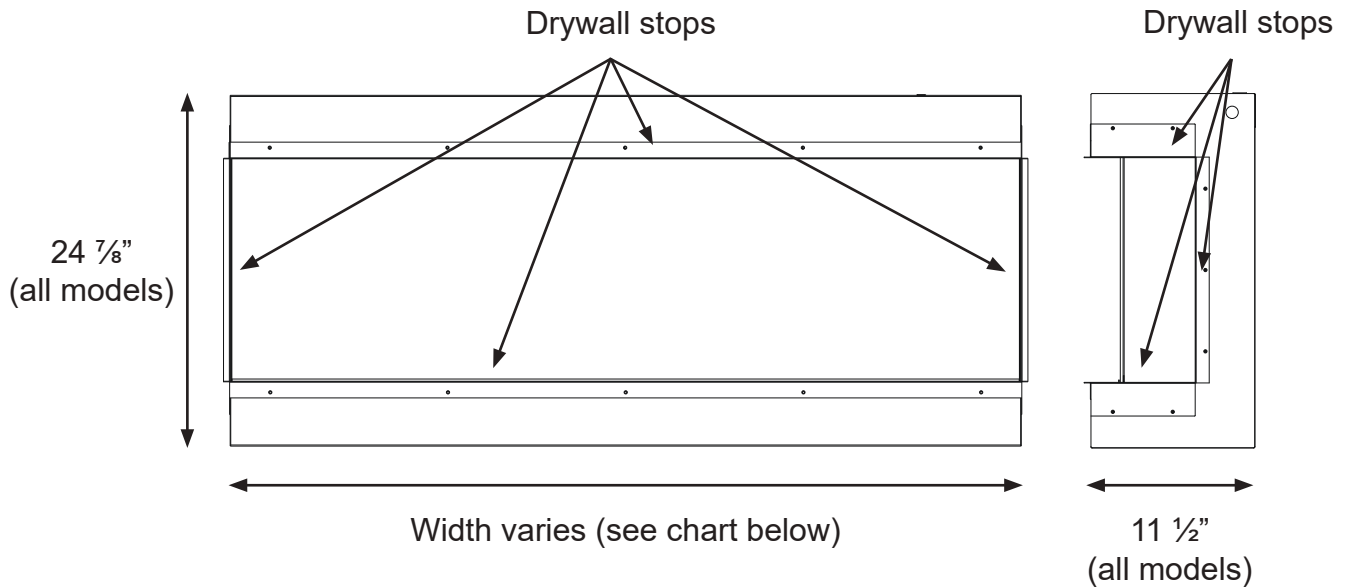 Drywall stops
Drywall stops
24 ⅞”
(all models)
Width varies (see chart below)
11 ½”
(all models)